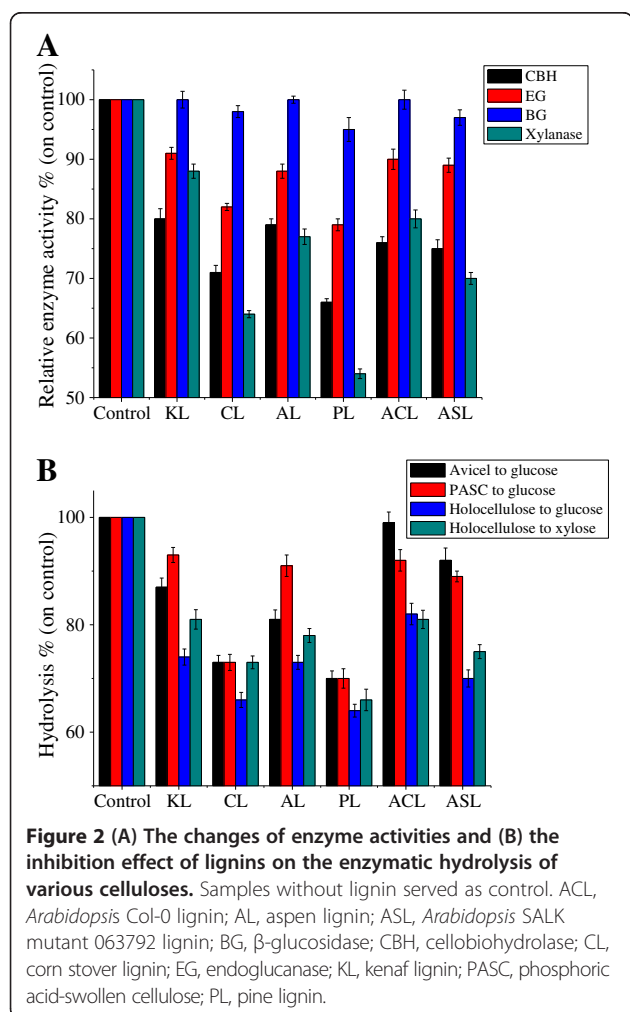 A
CBH
EG
BG
Xylanase
Relative enzyme activity % (on control)
100
90
80
70
60
50
Control KL CL AL PL ACL ASL
B
Avicel to glucose
PASC to glucose
Holocellulose to glucose
Holocellulose to xylose
Hydrolysis % (on control)
100
80
60
Control KL CL AL PL ACL ASL
Figure 2 (A) The changes of enzyme activities and (B) the
inhibition effect of lignins on the enzymatic hydrolysis of
various celluloses. Samples without lignin served as control. ACL,
Arabidopsis Col-0 lignin; AL, aspen lignin; ASL, Arabidopsis SALK
mutant 063792 lignin; BG, β-glucosidase; CBH, cellobiohydrolase; CL,
corn stover lignin; EG, endoglucanase; KL, kenaf lignin; PASC, phosphoric
acid-swollen cellulose; PL, pine lignin.